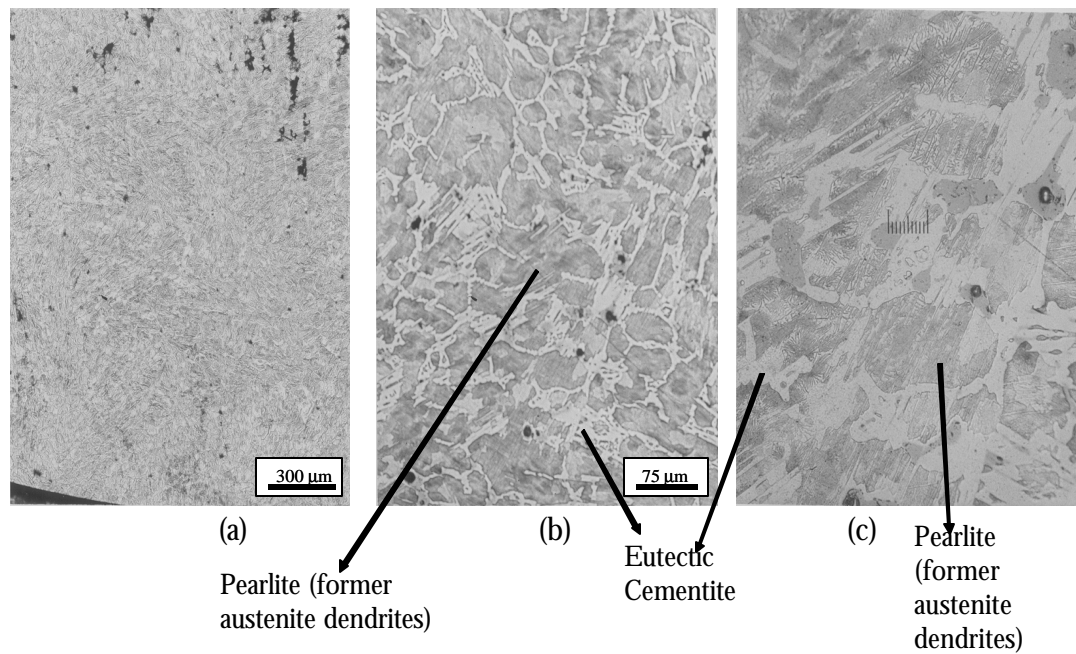 300 μm
75 μm
(a)
(b)
(c)
Pearlite (former
austenite dendrites)
Eutectic
Cementite
Pearlite
(former
austenite
dendrites)